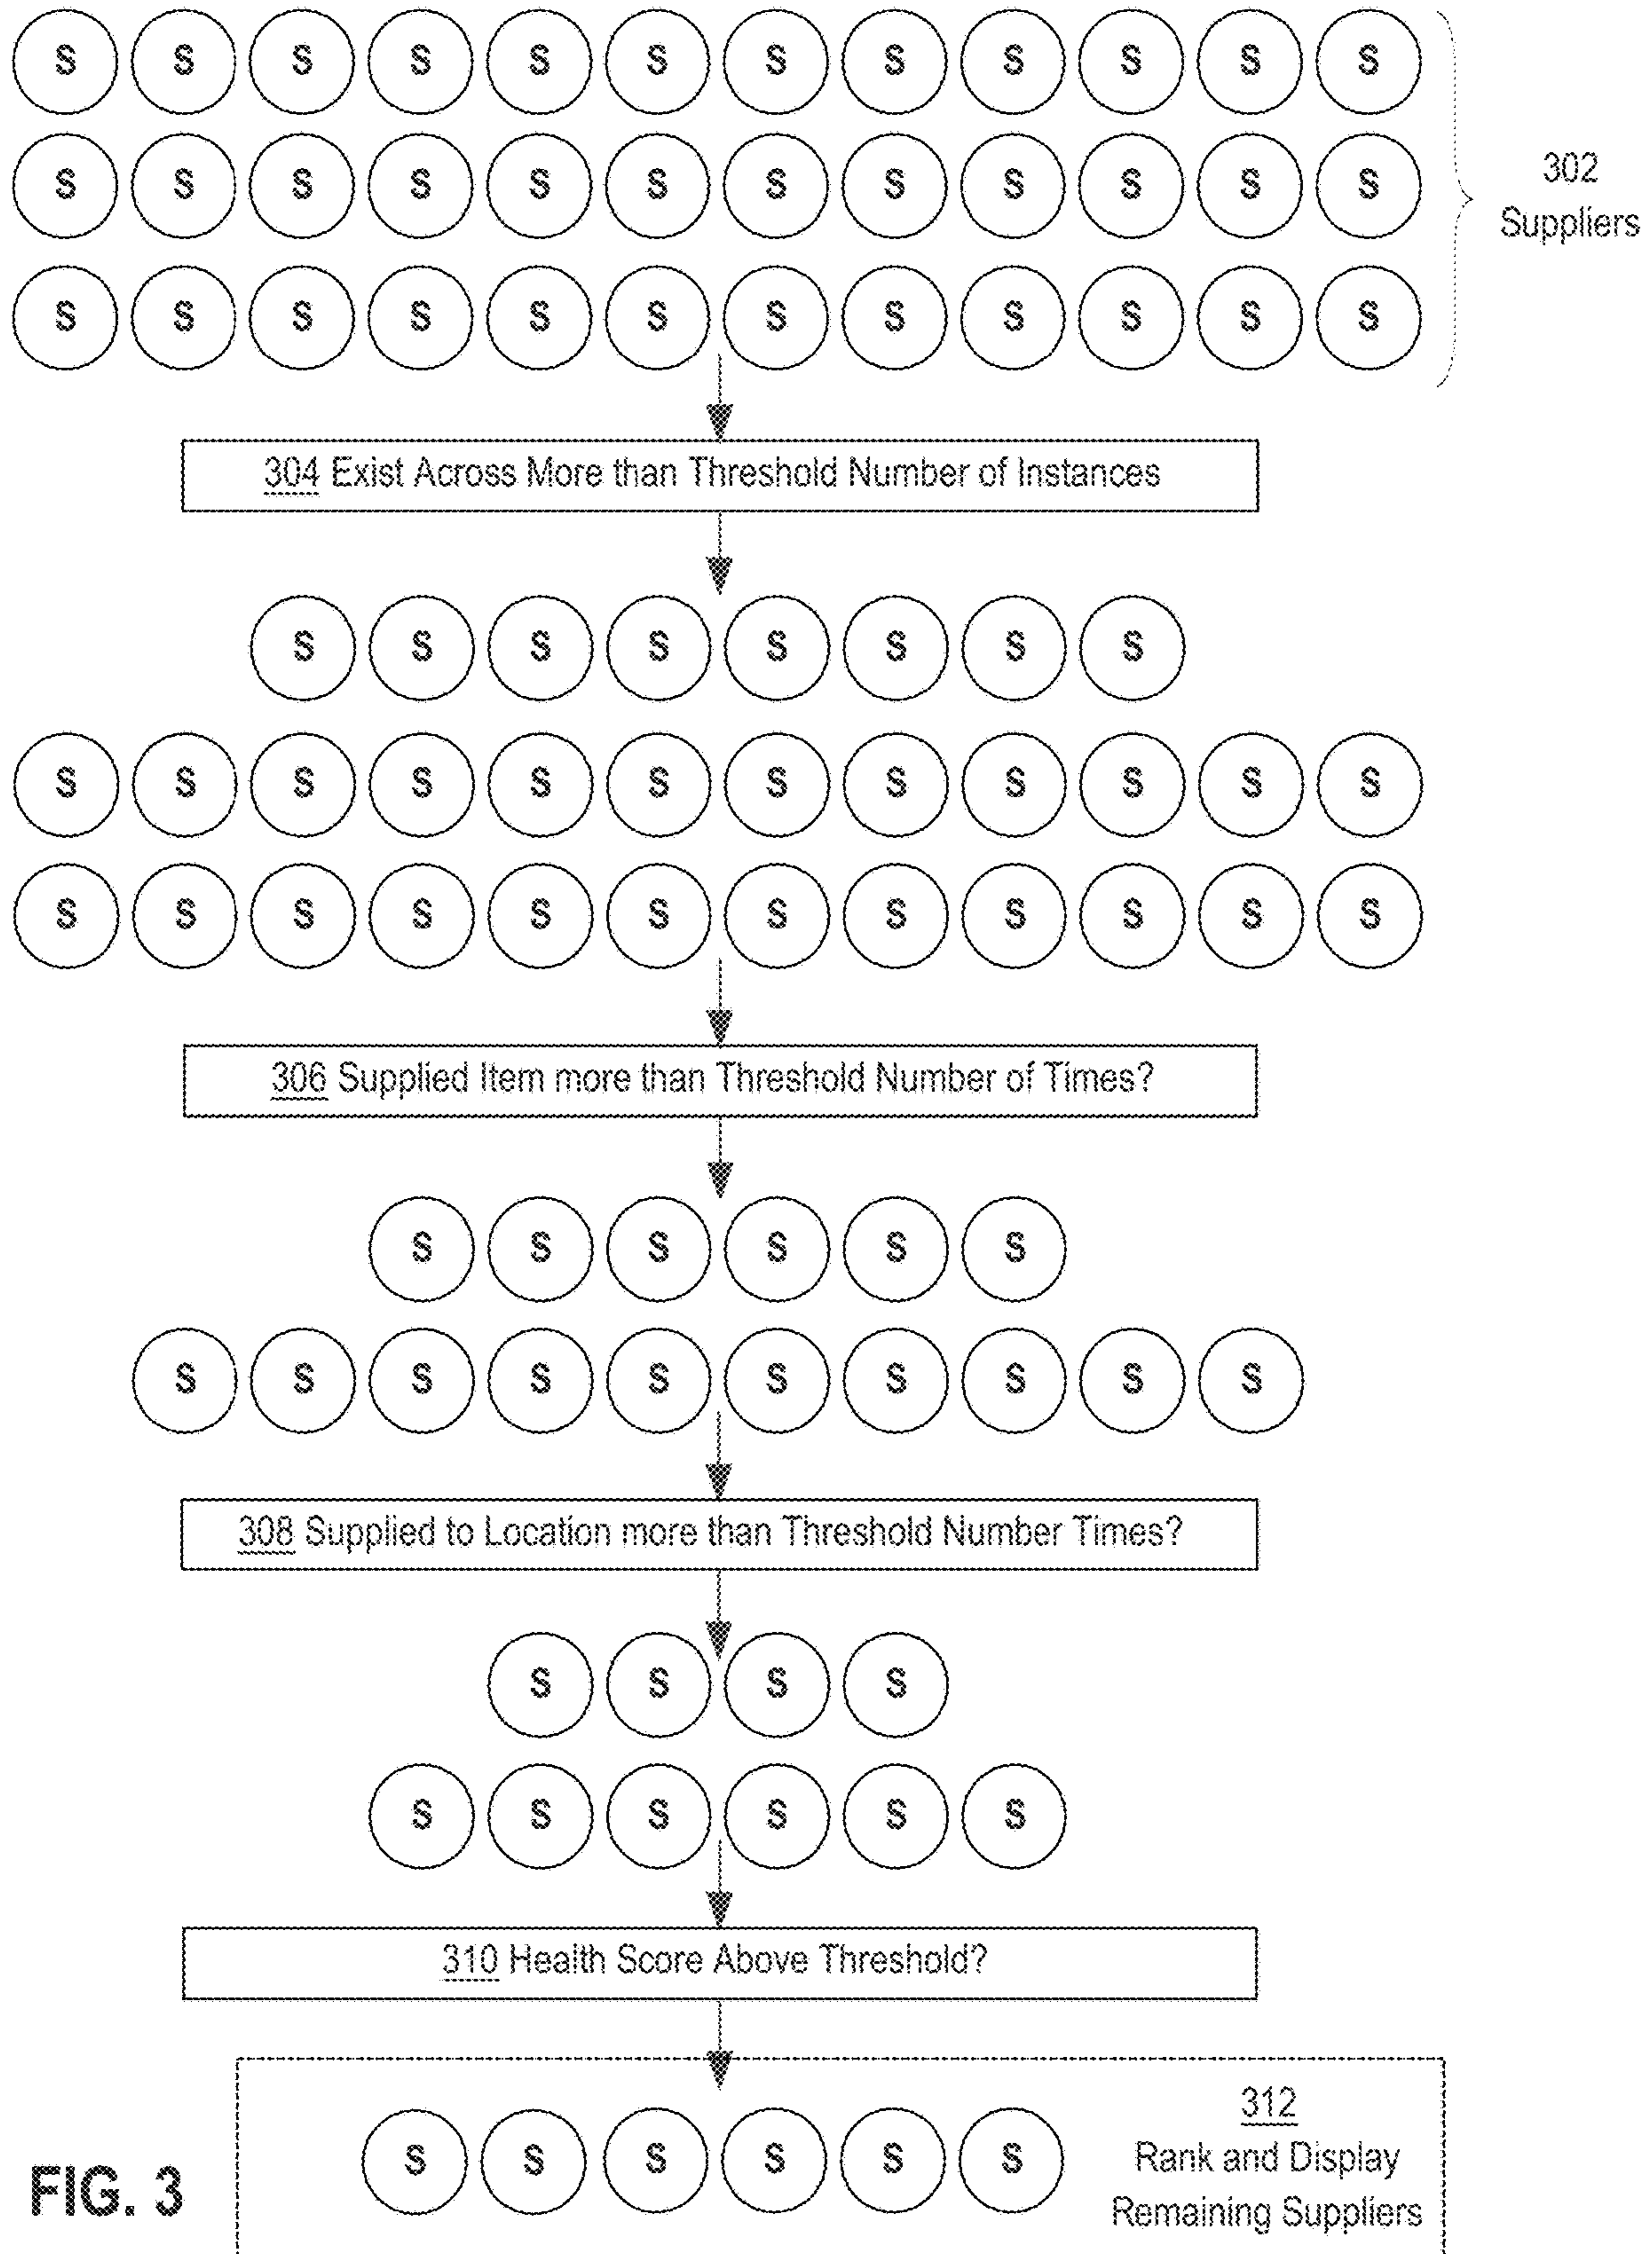 S S S S S S S S S S S S
S S S S S S S S S S S S
302
Suppliers
S S S S S S S S S S S S
304 Exist Across More than Threshold Number of Instances
S S S S S S S S
S S S S S S S S S S S S
S S S S S S S S S S S S
306 Supplied Item more than Threshold Number of Times?
S S S S S S
S S S S S S S S S S
308 Supplied to Location more than Threshold Number Times?
S S S S
S S S S S S
310 Health Score Above Threshold?
S S S S S S
312
Rank and Display
Remaining Suppliers
FIG. 3